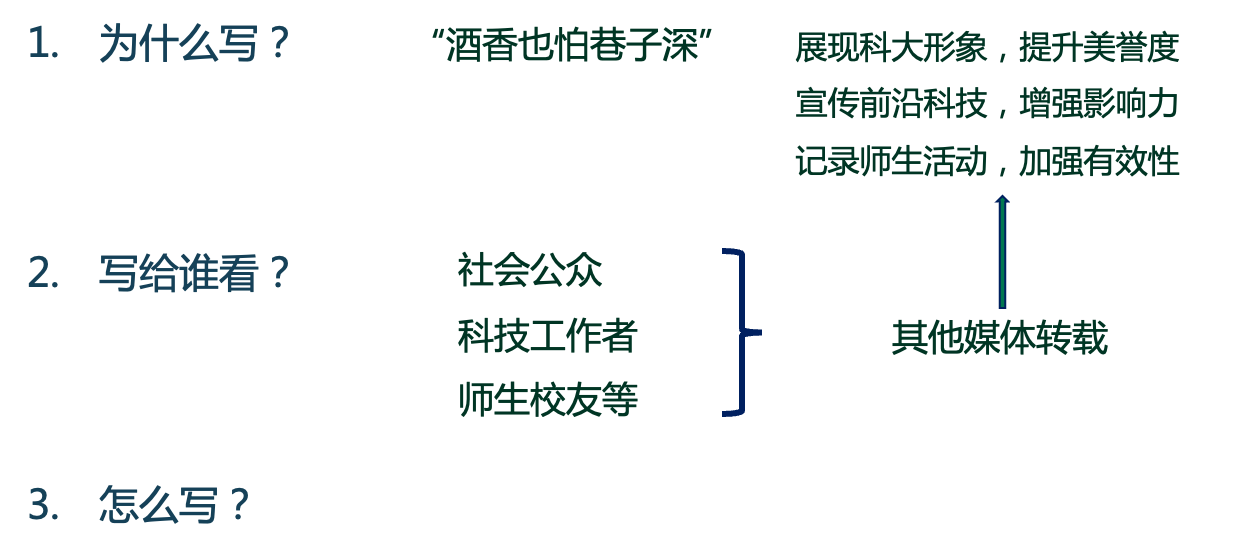 1. 为什么写？
“酒香也怕巷子深”
展现科大形象，提升美誉度
宣传前沿科技，增强影响力
记录师生活动，加强有效性
2. 写给谁看？
社会公众
科技工作者
师生校友等
其他媒体转载
3. 怎么写？